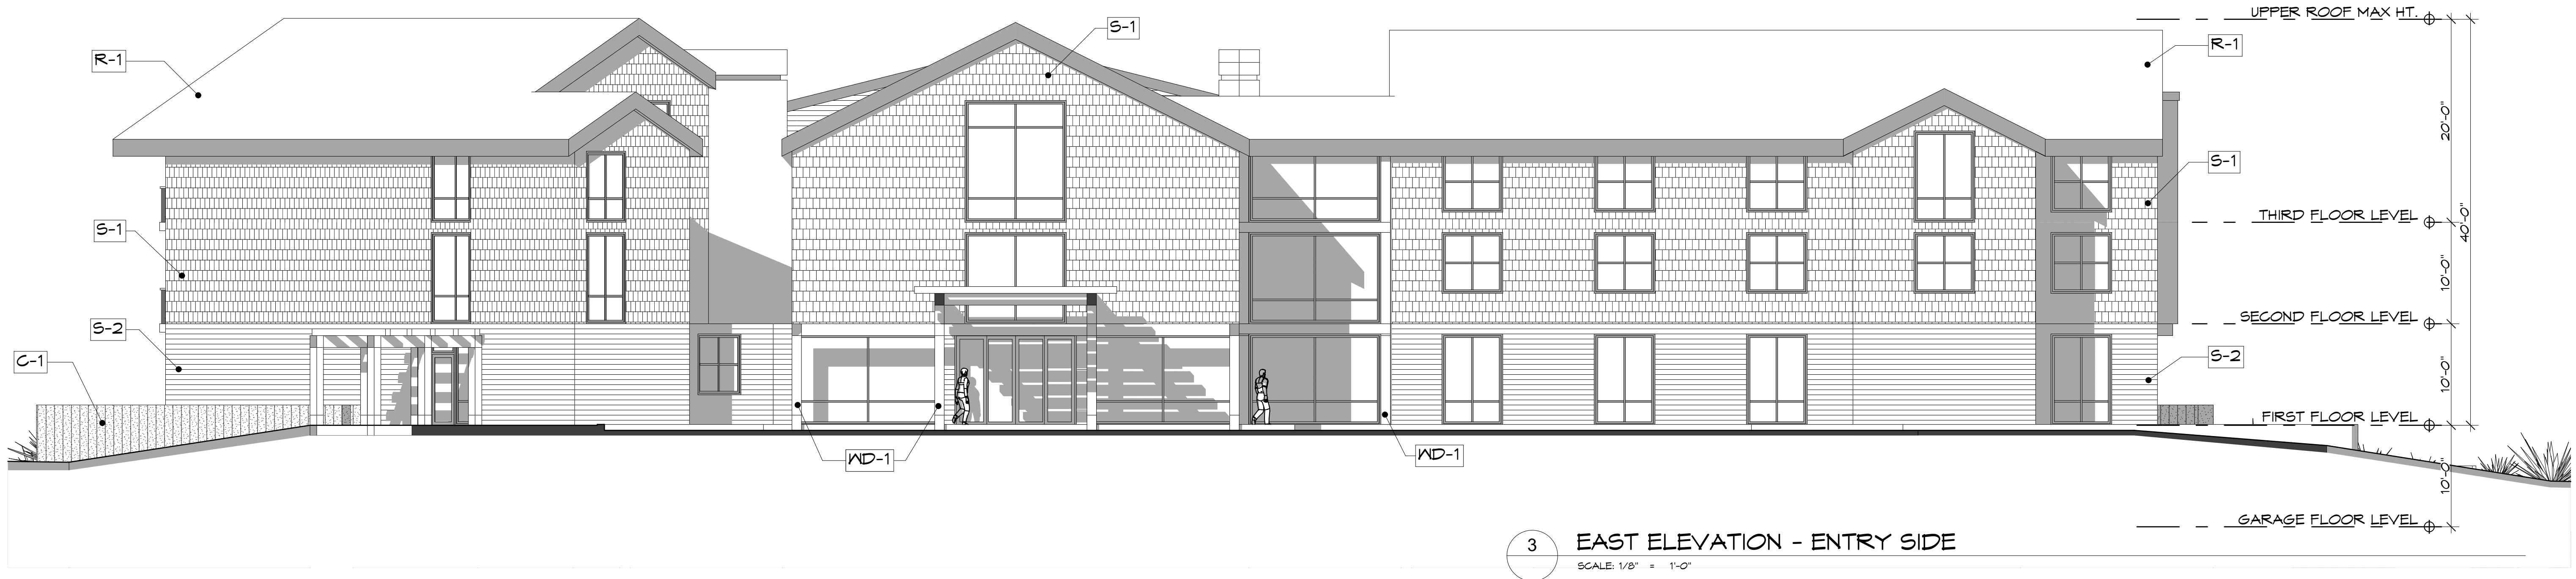 UPPER ROOF MAX HT.
S-1
R-1
R-1
20'-0"
S-1
THIRD FLOOR LEVEL
40'-0"
S-1
10'-0"
SECOND FLOOR LEVEL
S-2
C-1
S-2
10'-0"
FIRST FLOOR LEVEL
WD-1
WD-1
10'-0"
GARAGE FLOOR LEVEL
3
EAST ELEVATION - ENTRY SIDE
SCALE: 1/8" = 1'-0"